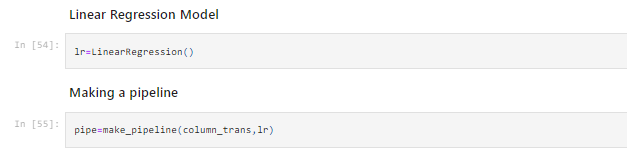 Linear Regression Model
In [54]:
lr=LinearRegression()
Making a pipeline
In [55]:
pipe=make_pipeline(column_trans,lr)